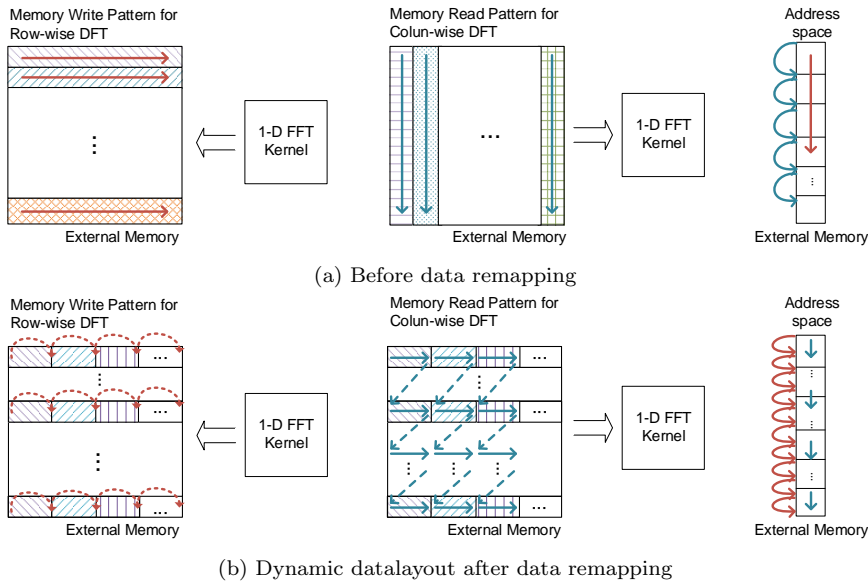 Memory Write Pattern for
Row-wise DFT
Memory Read Pattern for
Colun-wise DFT
Address
space
1-D FFT
Kernel
...
1-D FFT
Kernel
External Memory
External Memory
External Memory
(a) Before data remapping
Memory Write Pattern for
Row-wise DFT
Memory Read Pattern for
Colun-wise DFT
Address
space
...
...
1-D FFT
Kernel
1-D FFT
Kernel
...
...
External Memory
External Memory
External Memory
(b) Dynamic datalayout after data remapping